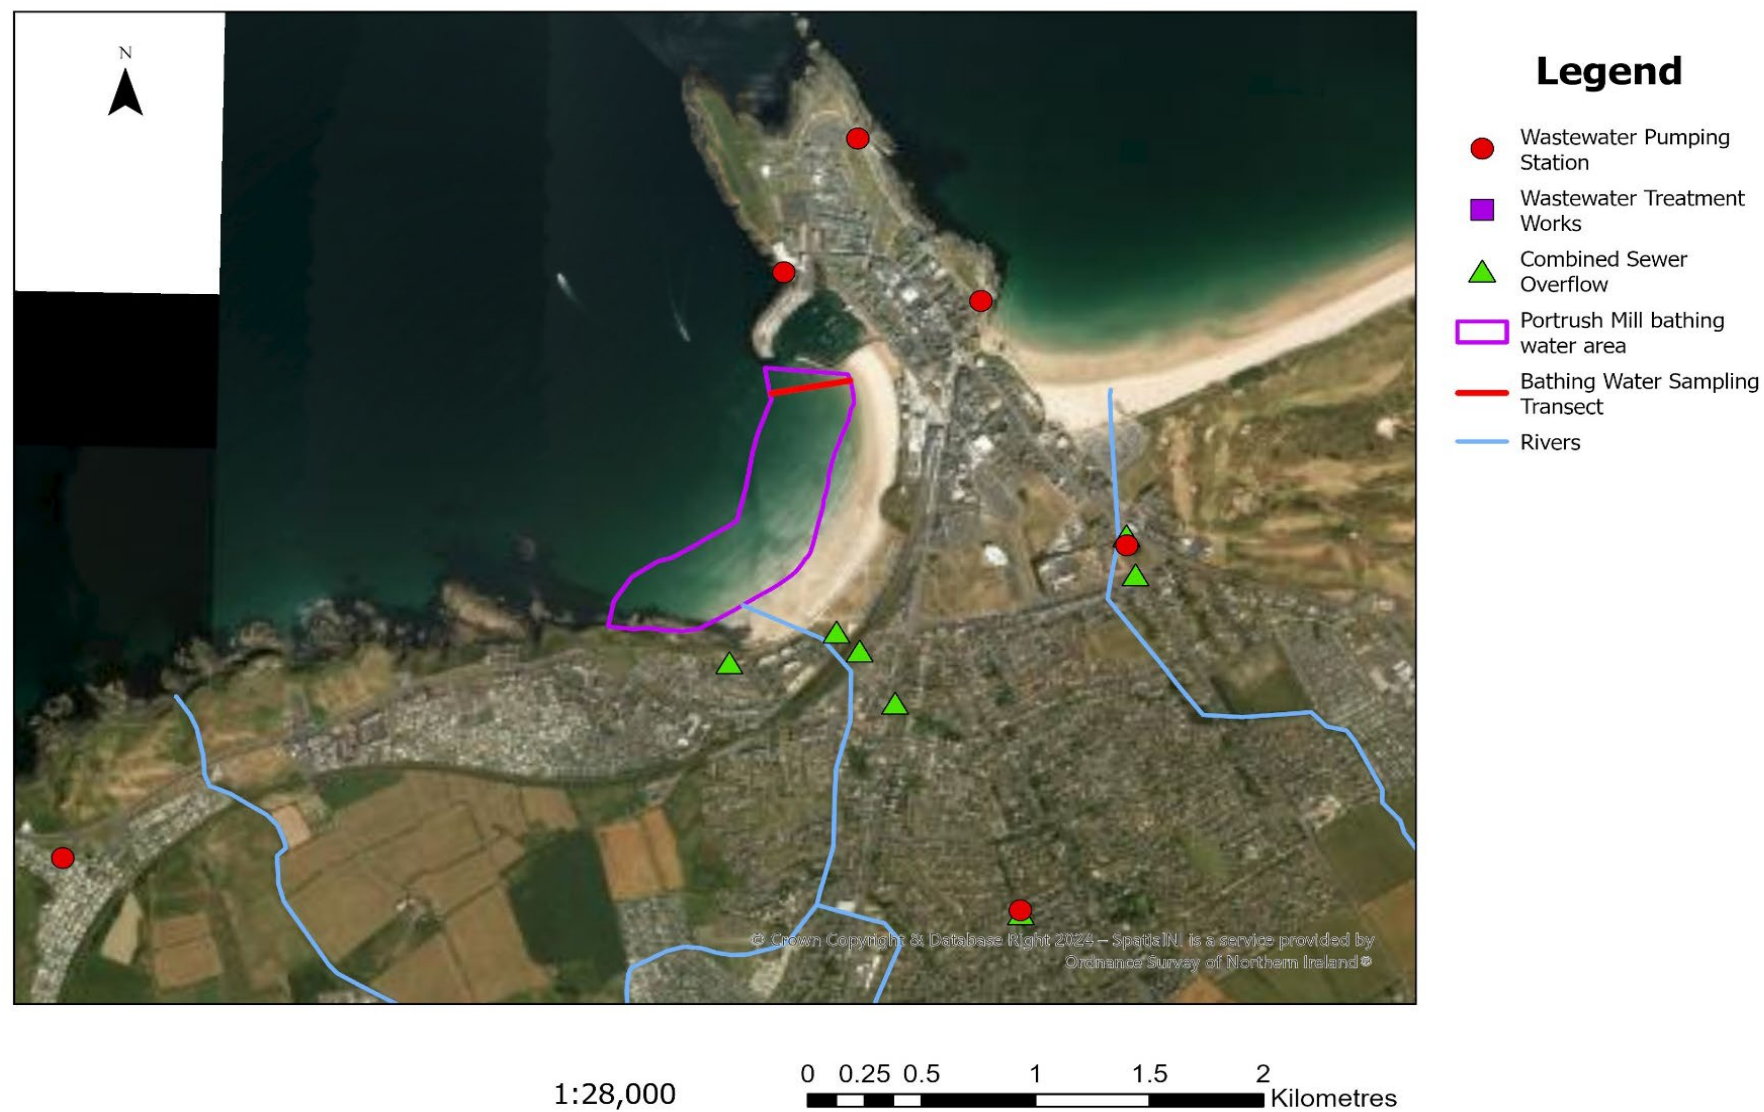 N
Legend
Wastewater Pumping
Station
Wastewater Treatment
Works
Combined Sewer
Overflow
Portrush Mill bathing
water area
Bathing Water Sampling
Transect
Rivers
© Crown Copyright & Database Right 2024 – SpatialNI is a service provided by
Ordnance Survey of Northern Ireland®
1:28,000
0 0.25 0.5 1 1.5 2
Kilometres